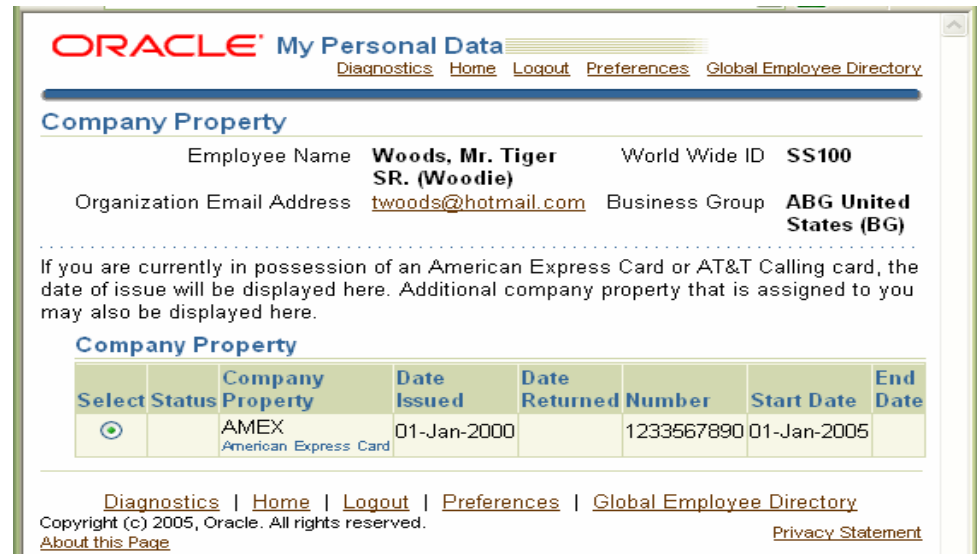 ORACLE® My Personal Data
Diagnostics Home Logout Preferences Global Employee Directory
Company Property
Employee Name Woods, Mr. Tiger SR. (Woodie) World Wide ID SS100
Organization Email Address twoods@hotmail.com Business Group ABG United States (BG)
If you are currently in possession of an American Express Card or AT&T Calling card, the
date of issue will be displayed here. Additional company property that is assigned to you
may also be displayed here.
Company Property
Select Status Company Property Date Issued Date Returned Number Start Date End Date
AMEX 01-Jan-2000 1233567890 01-Jan-2005
American Express Card
Diagnostics | Home | Logout | Preferences | Global Employee Directory
Copyright (c) 2005, Oracle. All rights reserved.
About this Page Privacy Statement